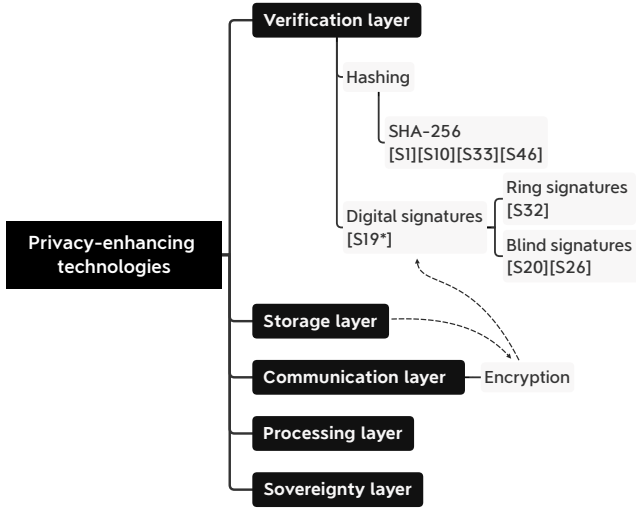 Verification layer
Hashing
SHA-256
[S1][S10][S33][S46]
Digital signatures
[S19*]
Ring signatures
[S32]
Blind signatures
[S20][S26]
Privacy-enhancing
technologies
Storage layer
Communication layer
Encryption
Processing layer
Sovereignty layer